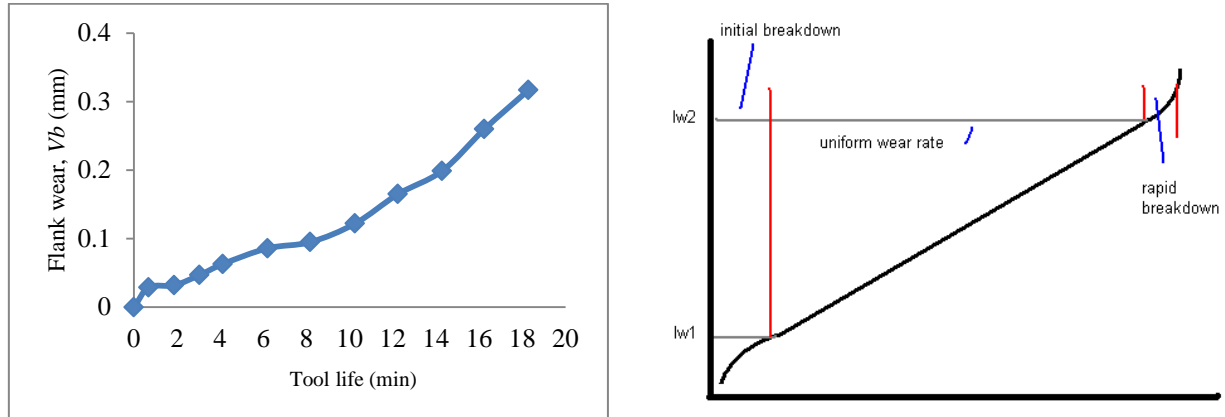 Flank wear, Vb (mm)
0.4
0.3
0.2
0.1
0
0 2 4 6 8 10 12 14 16 18 20
Tool life (min)
initial breakdown
lw2
uniform wear rate
rapid
breakdown
lw1